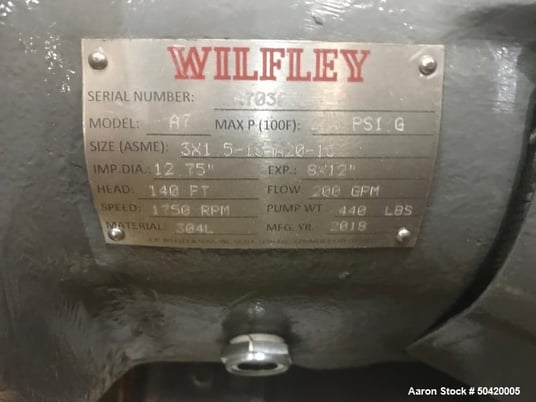 WILFLEY
SERIAL NUMBER:
MODEL: A7 MAX P (100F): PSI G
SIZE (ASME):
IMP.DIA.: 12.75" EXP.: 8X12"
HEAD: 140 FT FLOW: 200 GPM
SPEED: 1750 RPM PUMP WT 440 LBS
MATERIAL: 304L MFG. YR. 2018
Aaron Stock # 50420005